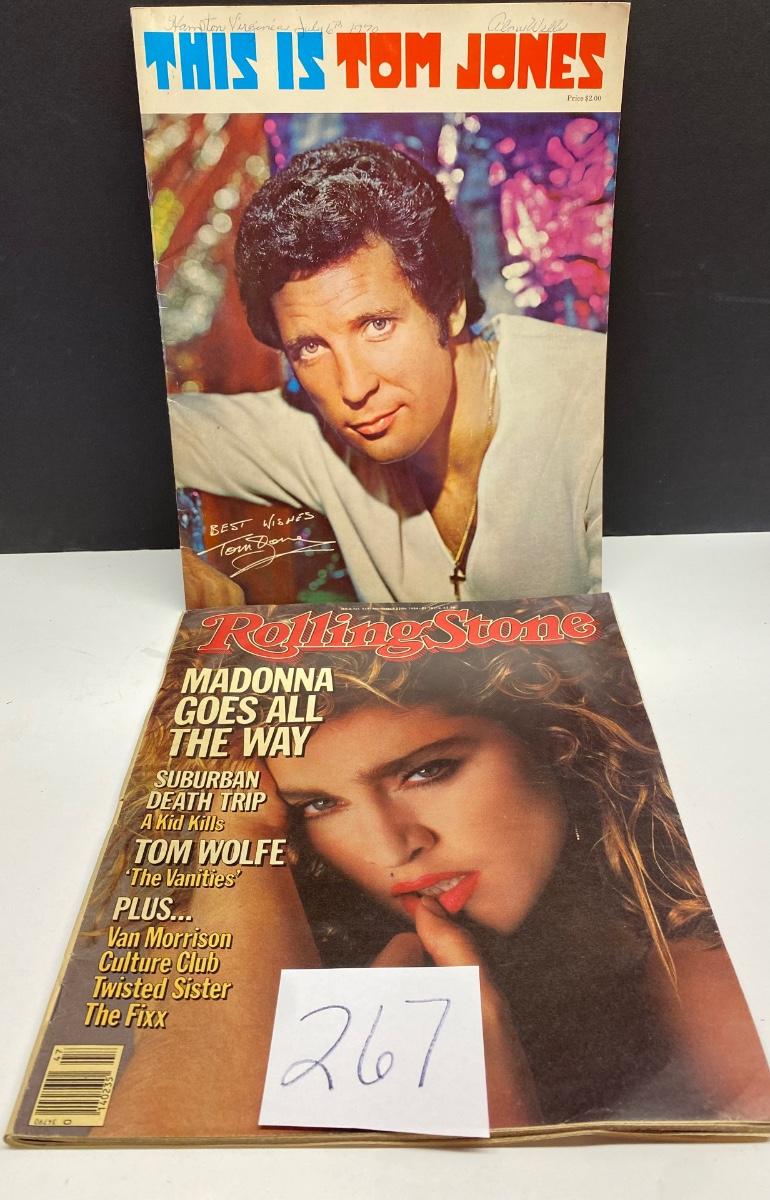 Hampton Virginia July 6th 1970
THIS IS TOM JONES
Price $2.00
BEST WISHES
Tom Jones
RollingStone
MADONNA
GOES ALL
THE WAY
SUBURBAN
DEATH TRIP
A Kid Kills
TOM WOLFE
'The Vanities'
PLUS...
Van Morrison
Culture Club
Twisted Sister
The Fixx
267
47
0